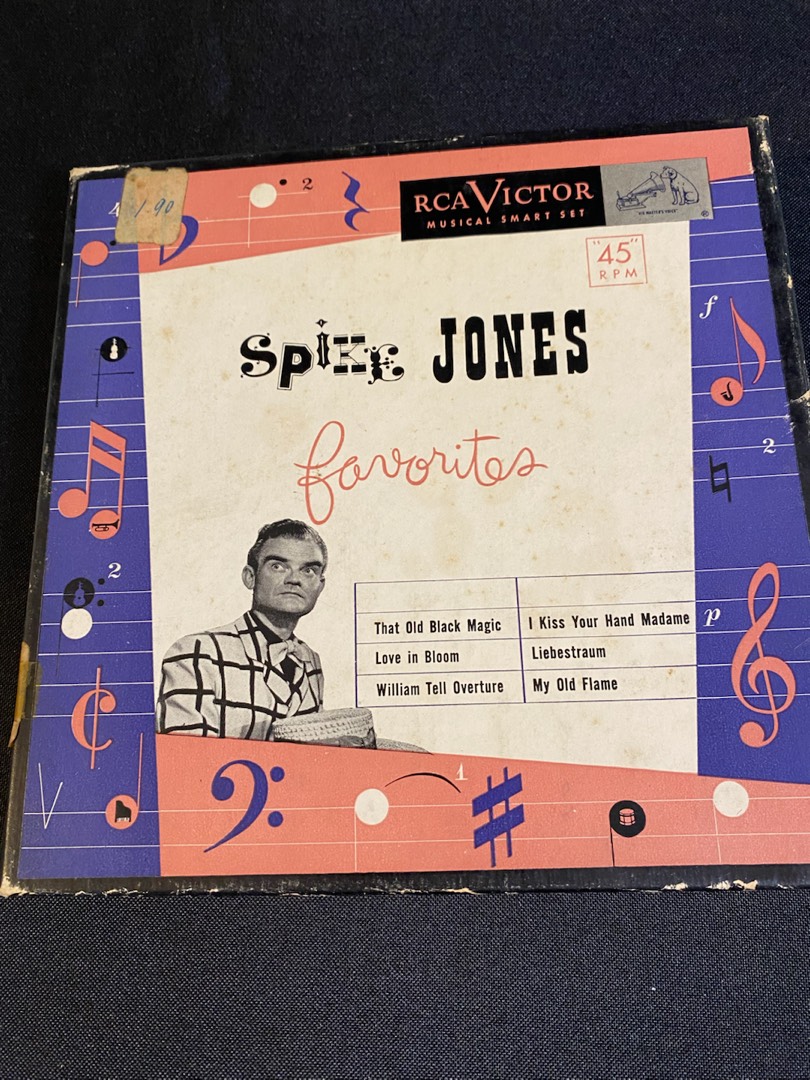 4
1.90
2
RCA VICTOR
MUSICAL SMART SET
"HIS MASTER'S VOICE"
®
"45"
RPM
SPIKE JONES
favorites
f
2
2
p
That Old Black Magic
I Kiss Your Hand Madame
Love in Bloom
Liebestraum
William Tell Overture
My Old Flame
1